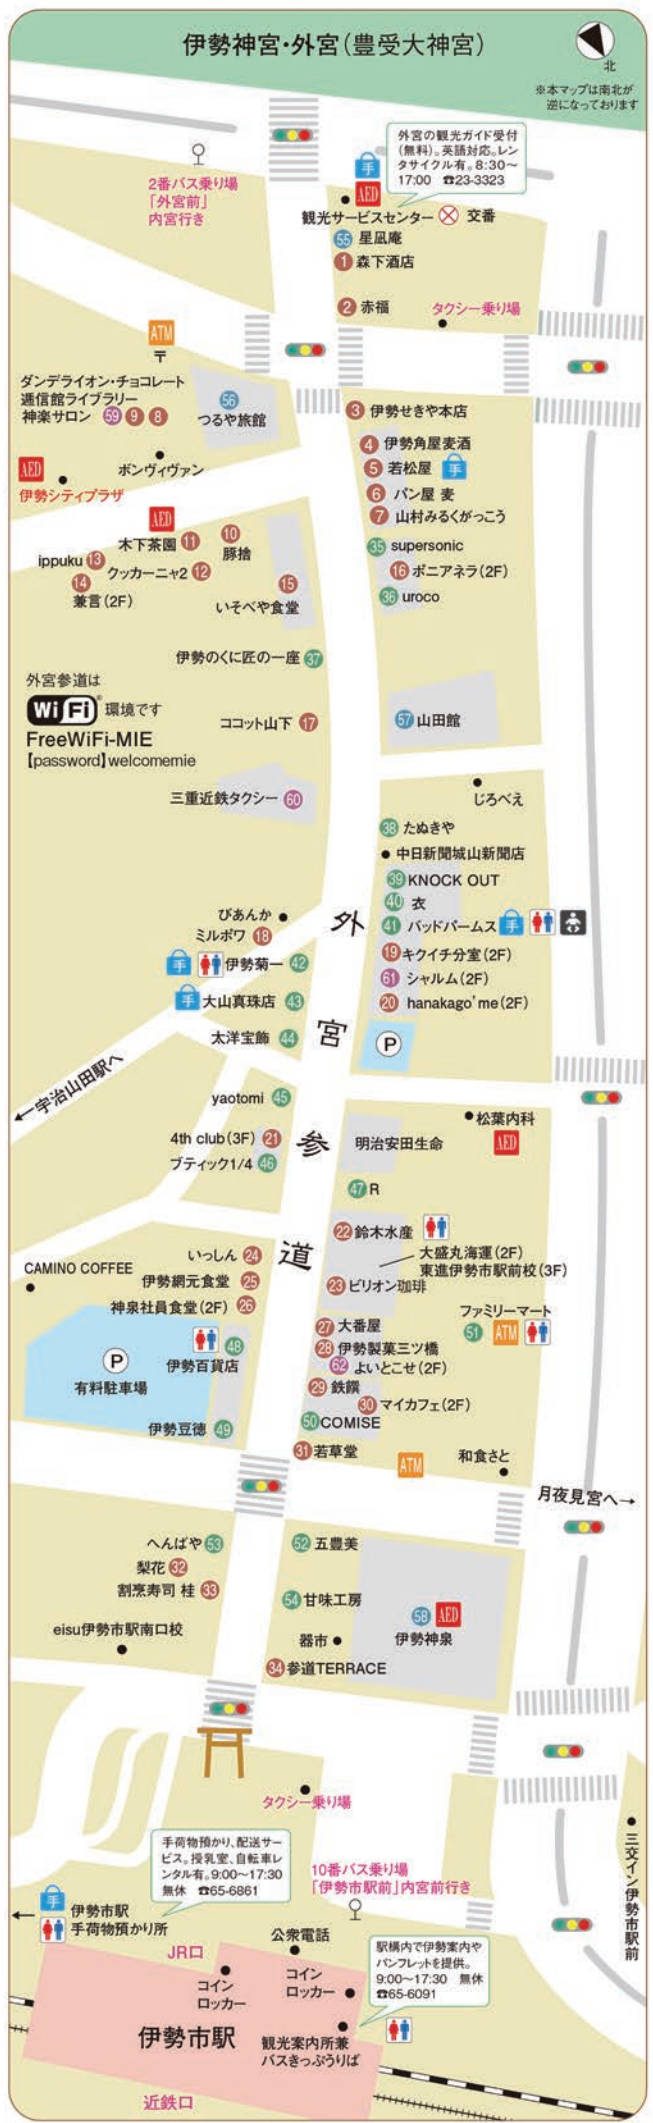 伊勢神宮・外宮（豊受大神宮）
北
※本マップは南北が
逆になっております
外宮の観光ガイド受付
（無料）。英語対応。レン
タサイクル有。8:30〜
17:00 ☎23-3323
手
AED
2番バス乗り場
「外宮前」
内宮行き
観光サービスセンター
交番
55 星凪庵
1 森下酒店
2 赤福
タクシー乗り場
ATM
〒
ダンデライオン・チョコレート
逓信館ライブラリー
神楽サロン 59 9 8
56
つるや旅館
3 伊勢せきや本店
4 伊勢角屋麦酒
5 若松屋 手
6 パン屋 麦
7 山村みるくがっこう
ボンヴィヴァン
AED
伊勢シティプラザ
AED
木下茶園 11
10
豚捨
35 supersonic
ippuku 13
クッカーニャ2 12
16 ボニアネラ(2F)
14
兼言(2F)
15
いそべや食堂
36 uroco
伊勢のくに匠の一座 37
外宮参道は
Wi Fi 環境です
FreeWiFi-MIE
【password】welcomemie
ココット山下 17
57 山田館
三重近鉄タクシー 60
じろべえ
38 たぬきや
中日新聞城山新聞店
39 KNOCK OUT
40 衣
41 バッドパームス 手
びあんか
ミルポワ 18
19 キクイチ分室(2F)
手 伊勢菊一 42
61 シャルム(2F)
手 大山真珠店 43
20 hanakago'me(2F)
太洋宝飾 44
P
外宮参道
←宇治山田駅へ
yaotomi 45
松葉内科
AED
4th club(3F) 21
ブティック1/4 46
明治安田生命
47 R
22 鈴木水産
大盛丸海運(2F)
東進伊勢市駅前校(3F)
いっしん 24
CAMINO COFFEE
伊勢網元食堂 25
23 ビリオン珈琲
神泉社員食堂(2F) 26
ファミリーマート
51 ATM
27 大番屋
28 伊勢製菓三ツ橋
62 よいとこせ(2F)
48
伊勢百貨店
P
有料駐車場
29 鉄饌
30 マイカフェ(2F)
伊勢豆徳 49
50 COMISE
31 若草堂
ATM
和食さと
月夜見宮へ→
へんばや 53
52 五豊美
梨花 32
割烹寿司 桂 33
54 甘味工房
58 AED
伊勢神泉
eisu伊勢市駅南口校
器市
34 参道TERRACE
タクシー乗り場
手荷物預かり、配送サー
ビス。授乳室、自転車レ
ンタル有。9:00〜17:30
無休 ☎65-6861
10番バス乗り場
「伊勢市駅前」内宮前行き
三交イン伊勢市駅前
手
← 伊勢市駅
手荷物預かり所
JR口
公衆電話
コイン
ロッカー
コイン
ロッカー
駅構内で伊勢案内や
パンフレットを提供。
9:00〜17:30 無休
☎65-6091
伊勢市駅
観光案内所兼
バスきっぷうりば
近鉄口